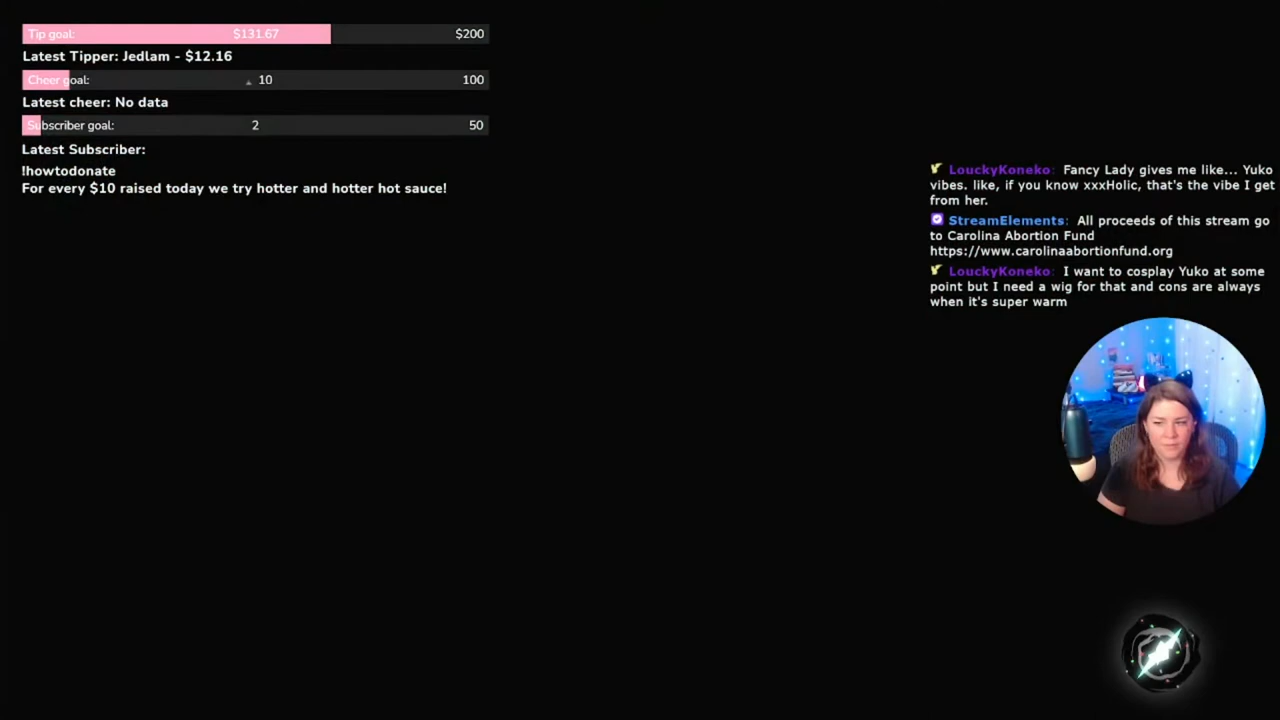 Tip goal: $131.67 $200
Latest Tipper: Jedlam - $12.16
Cheer goal: 10 100
Latest cheer: No data
Subscriber goal: 2 50
Latest Subscriber:
!howtodonate
For every $10 raised today we try hotter and hotter hot sauce!
LouckyKoneko: Fancy Lady gives me like... Yuko
vibes. like, if you know xxxHolic, that's the vibe I get
from her.
StreamElements: All proceeds of this stream go
to Carolina Abortion Fund
https://www.carolinaabortionfund.org
LouckyKoneko: I want to cosplay Yuko at some
point but I need a wig for that and cons are always
when it's super warm